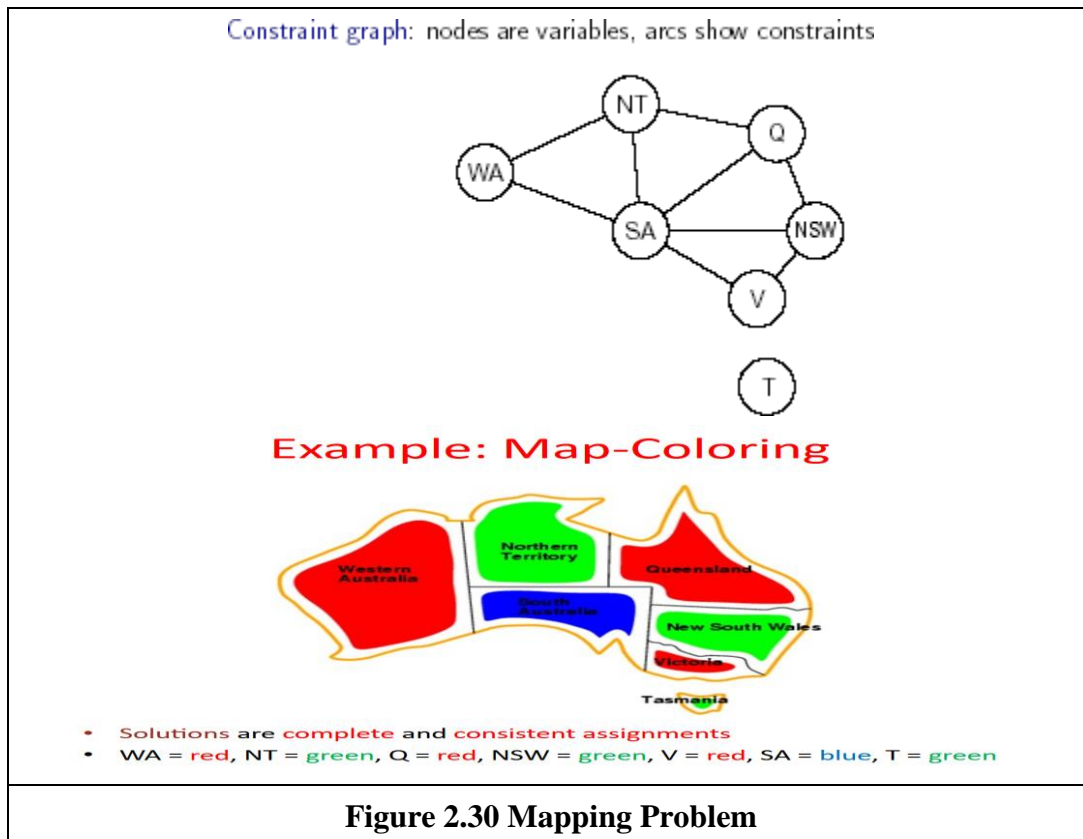 Constraint graph: nodes are variables, arcs show constraints
NT
Q
WA
SA
NSW
V
T
Example: Map-Coloring
Northern
Territory
Western
Australia
Queensland
South
Australia
New South Wales
Victoria
Tasmania
• Solutions are complete and consistent assignments
• WA = red, NT = green, Q = red, NSW = green, V = red, SA = blue, T = green
Figure 2.30 Mapping Problem